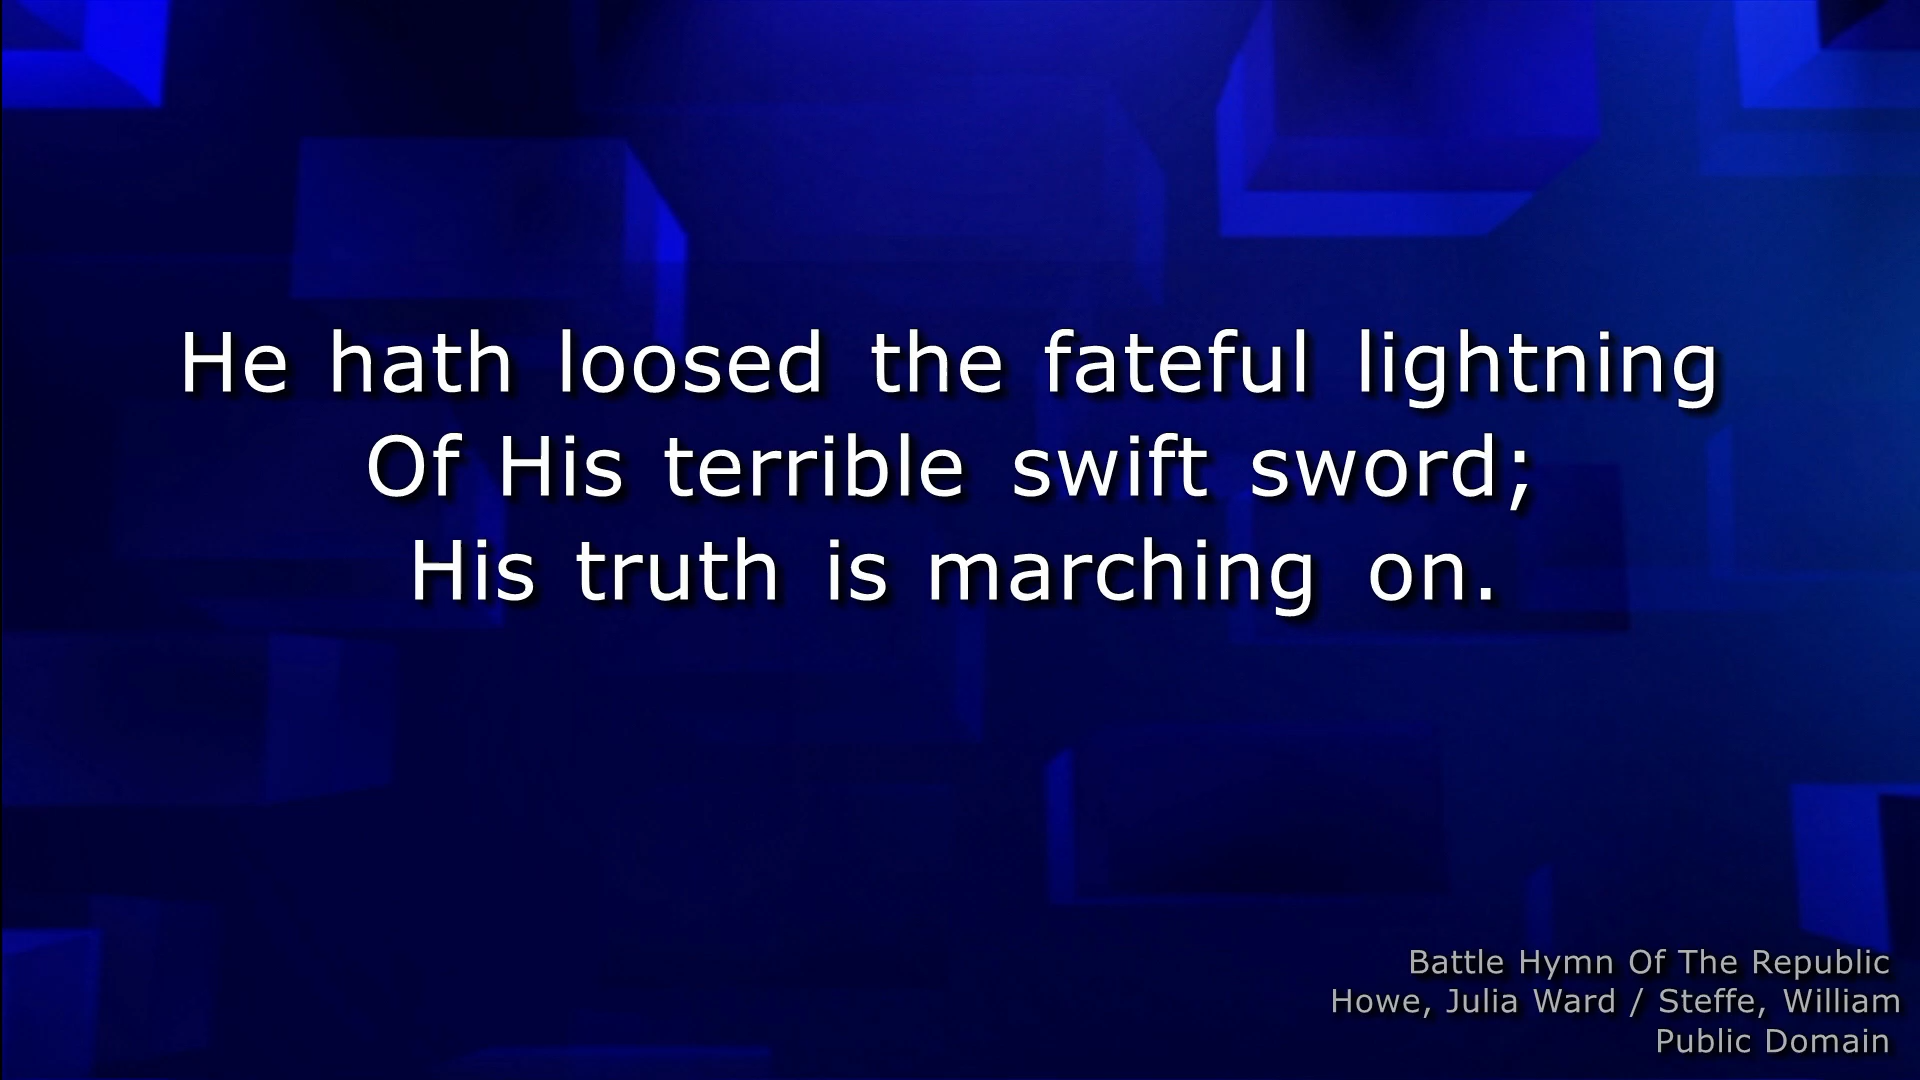 He hath loosed the fateful lightning
Of His terrible swift sword;
His truth is marching on.
Battle Hymn Of The Republic
Howe, Julia Ward / Steffe, William
Public Domain